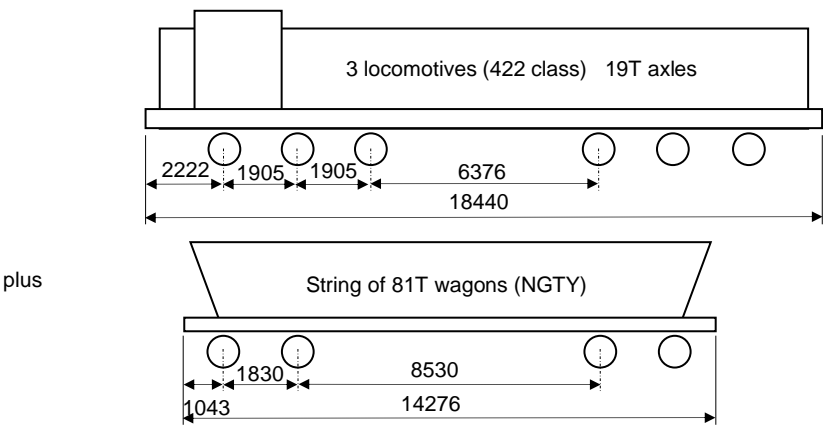 3 locomotives (422 class) 19T axles
2222 1905 1905 6376
18440
plus
String of 81T wagons (NGTY)
1830 8530
1043 14276